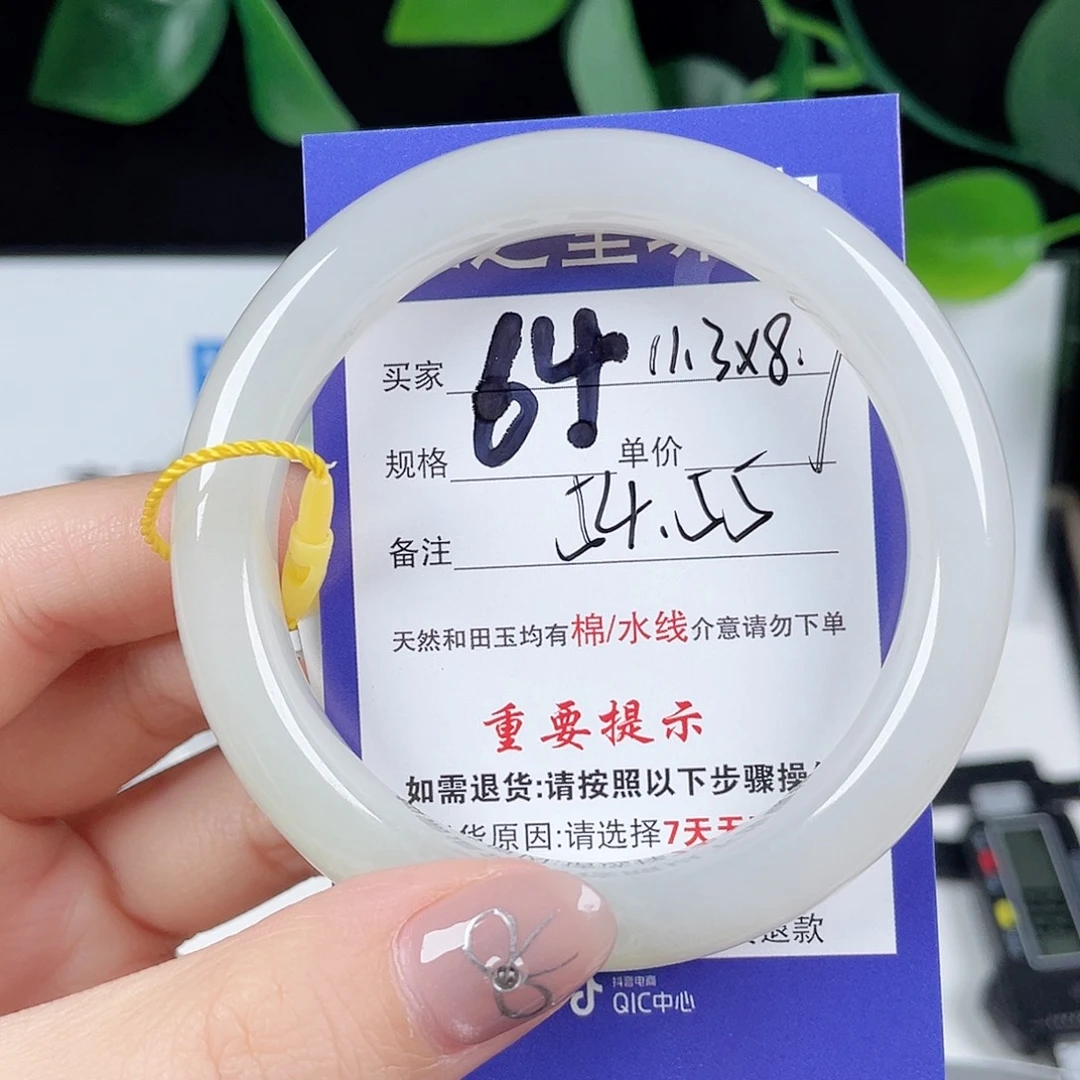 买家 64. 11.3x8.
规格 单价
备注 54.55
天然和田玉均有棉/水线介意请勿下单
重要提示
如需退货:请按照以下步骤操
货原因:请选择7天无
退款
抖音电商
QIC中心